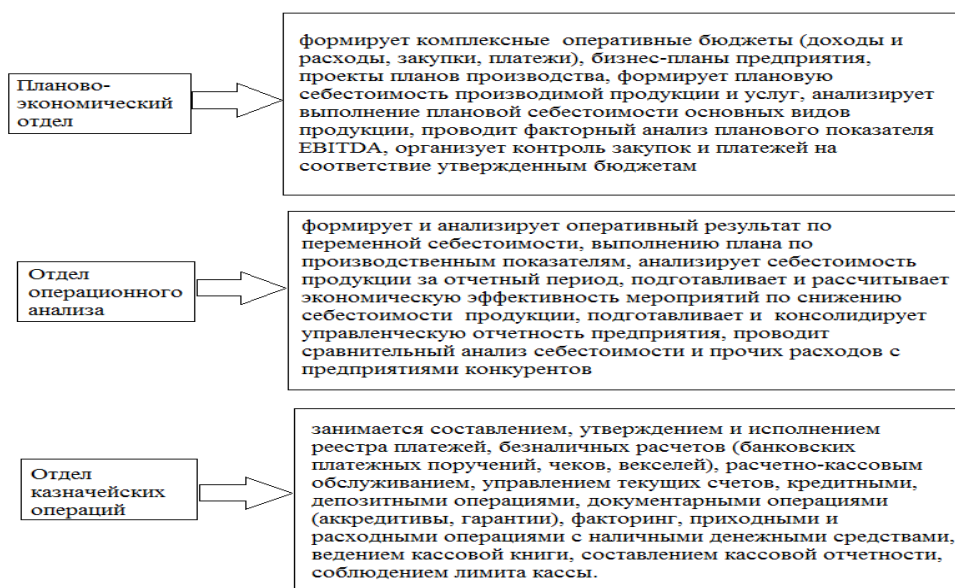 Планово-
экономический
отдел
формирует комплексные оперативные бюджеты (доходы и
расходы, закупки, платежи), бизнес-планы предприятия,
проекты планов производства, формирует плановую
себестоимость производимой продукции и услуг, анализирует
выполнение плановой себестоимости основных видов
продукции, проводит факторный анализ планового показателя
EBITDA, организует контроль закупок и платежей на
соответствие утвержденным бюджетам
Отдел
операционного
анализа
формирует и анализирует оперативный результат по
переменной себестоимости, выполнению плана по
производственным показателям, анализирует себестоимость
продукции за отчетный период, подготавливает и рассчитывает
экономическую эффективность мероприятий по снижению
себестоимости продукции, подготавливает и консолидирует
управленческую отчетность предприятия, проводит
сравнительный анализ себестоимости и прочих расходов с
предприятиями конкурентов
Отдел
казначейских
операций
занимается составлением, утверждением и исполнением
реестра платежей, безналичных расчетов (банковских
платежных поручений, чеков, векселей), расчетно-кассовым
обслуживанием, управлением текущих счетов, кредитными,
депозитными операциями, документарными операциями
(аккредитивы, гарантии), факторинг, приходными и
расходными операциями с наличными денежными средствами,
ведением кассовой книги, составлением кассовой отчетности,
соблюдением лимита кассы.